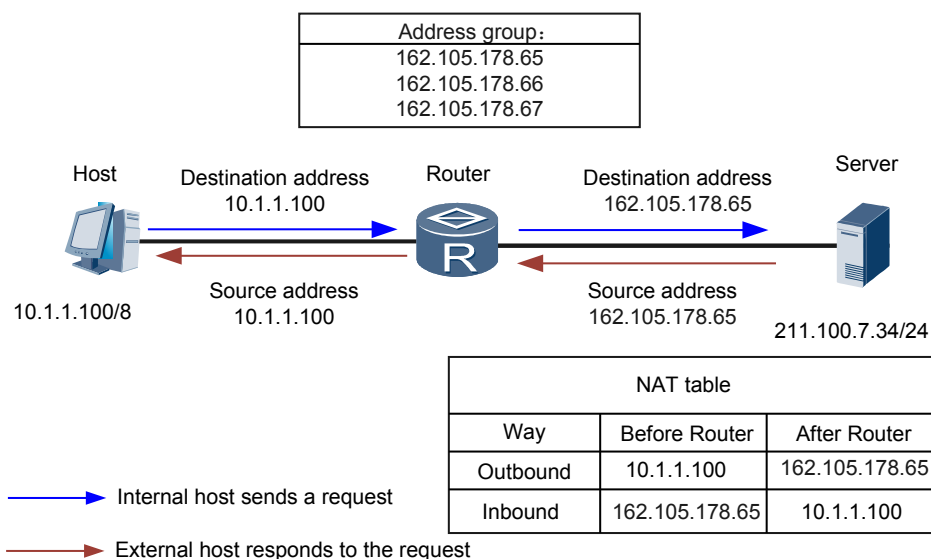 Address group：
162.105.178.65
162.105.178.66
162.105.178.67
Host
Destination address
10.1.1.100
Router
Destination address
162.105.178.65
Server
R
Source address
10.1.1.100
Source address
162.105.178.65
10.1.1.100/8
211.100.7.34/24
NAT table
Way Before Router After Router
Outbound 10.1.1.100 162.105.178.65
Inbound 162.105.178.65 10.1.1.100
Internal host sends a request
External host responds to the request